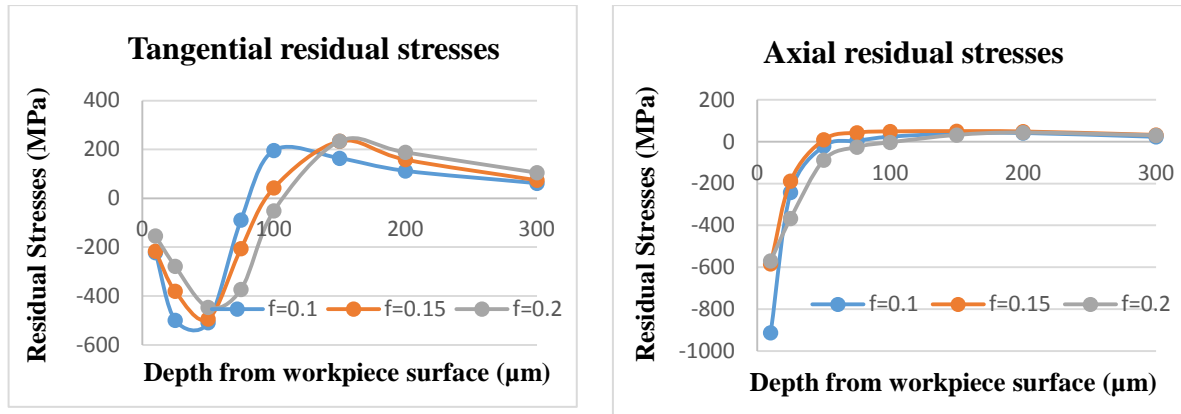 Tangential residual stresses
Residual Stresses (MPa)
400
200
0
-200
-400
-600
0
100
200
300
f=0.1
f=0.15
f=0.2
Depth from workpiece surface (µm)
Axial residual stresses
Residual Stresses (MPa)
200
0
-200
-400
-600
-800
-1000
0
100
200
300
f=0.1
f=0.15
f=0.2
Depth from workpiece surface (µm)